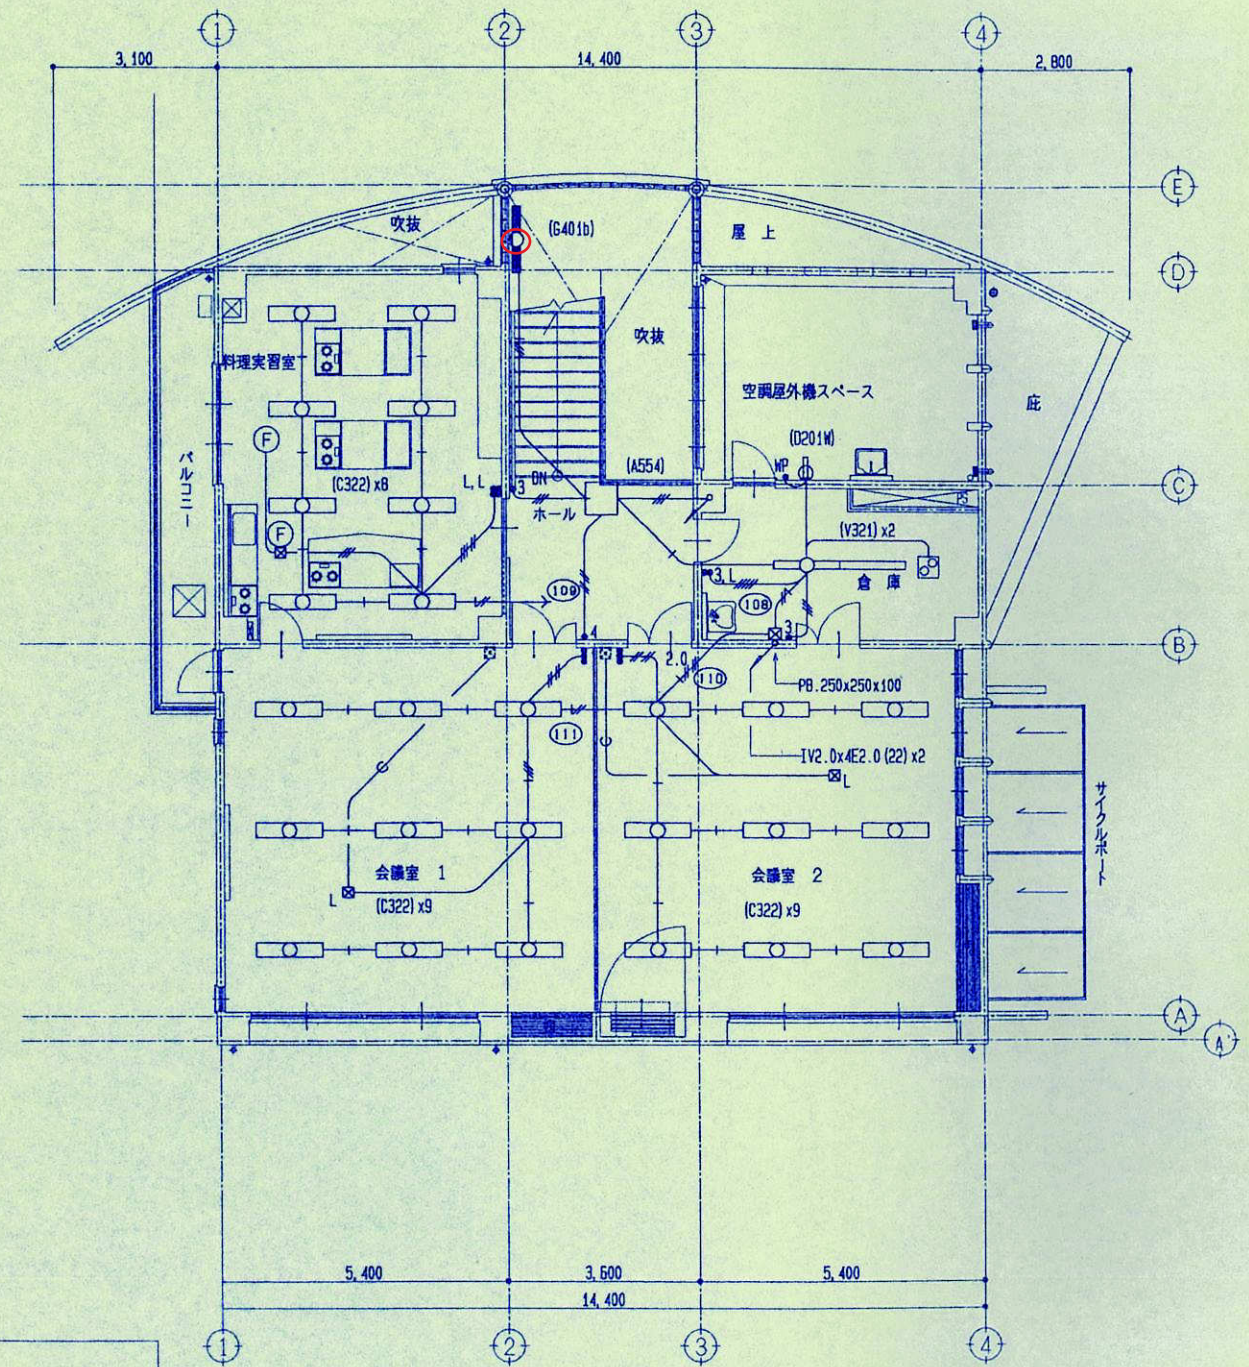 1
2
3
4
3,100
14,400
2,800
E
吹抜
(G401b)
屋上
D
料理実習室
吹抜
空調屋外機スペース
庇
F
(D201W)
バルコニー
(C322)x8
L,L
3
DN
(A554)
WP
C
ホール
F
(V321)x2
3,L
倉庫
109
108
4
3
2.0
B
110
PB.250x250x100
111
IV2.0x4E2.0(22)x2
L
サイクルポート
会議室 1
L
(C322)x9
会議室 2
(C322)x9
A
A'
5,400
3,600
5,400
14,400
1
2
3
4